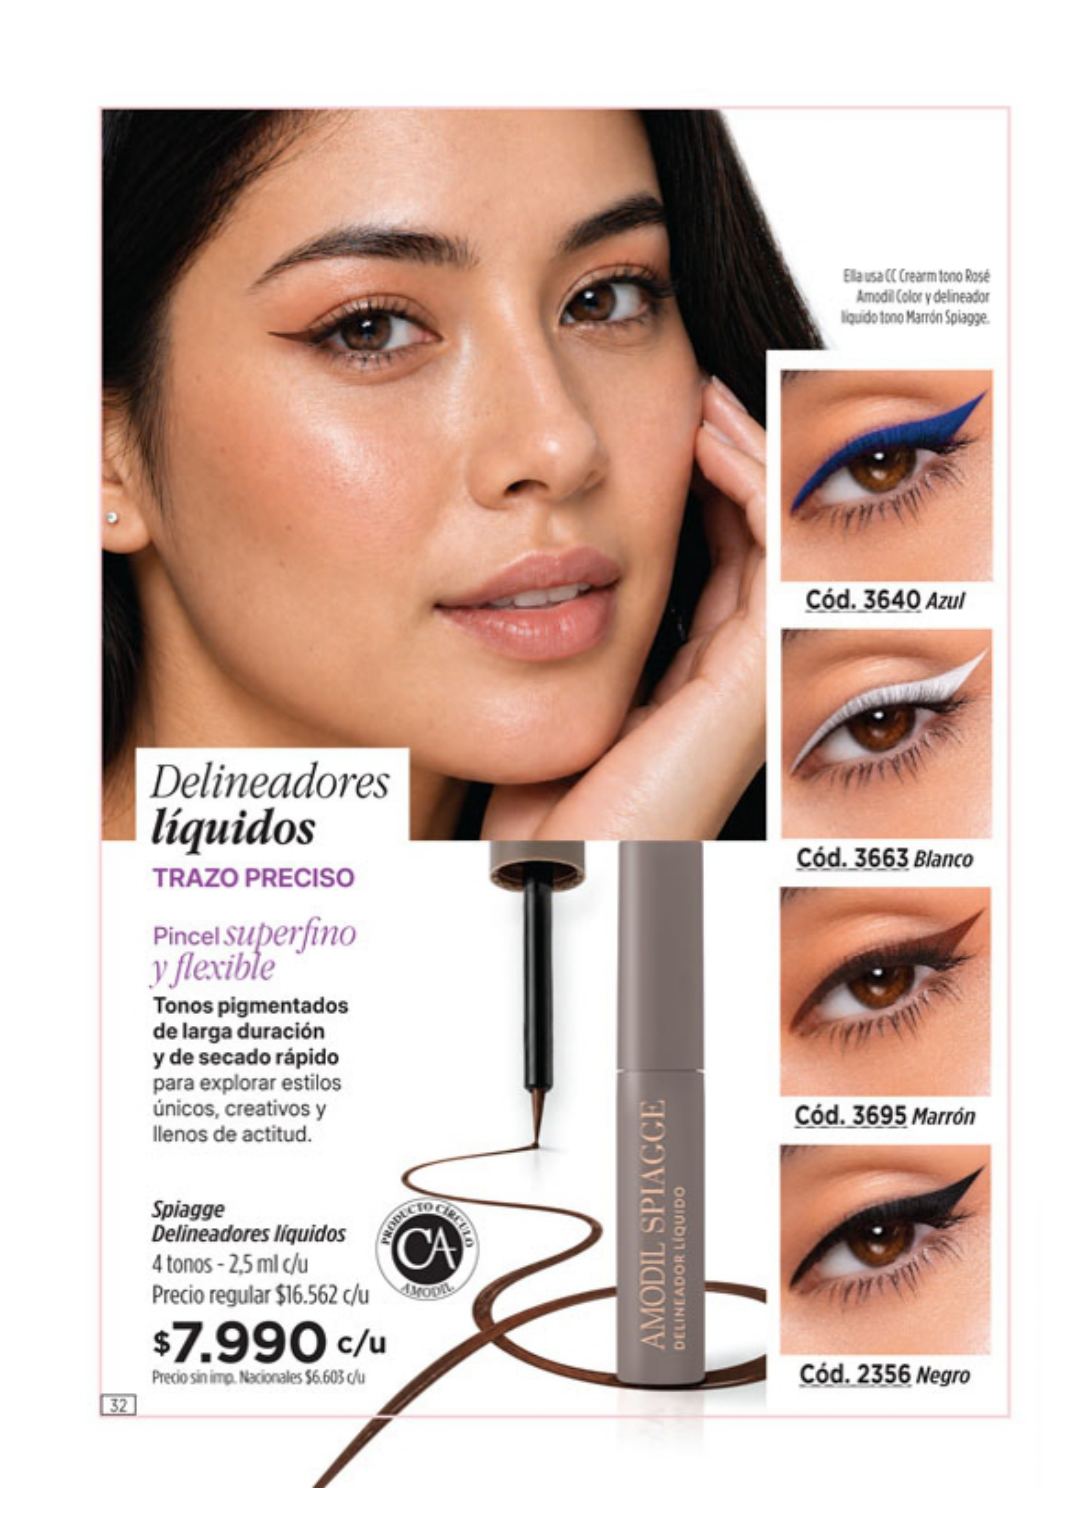 Ella usa CC Crearm tono Rosé
Amodil Color y delineador
líquido tono Marrón Spiagge.
Cód. 3640 Azul
Cód. 3663 Blanco
Cód. 3695 Marrón
Cód. 2356 Negro
Delineadores
líquidos
TRAZO PRECISO
Pincel superfino
y flexible
Tonos pigmentados
de larga duración
y de secado rápido
para explorar estilos
únicos, creativos y
llenos de actitud.
Spiagge
Delineadores líquidos
4 tonos - 2,5 ml c/u
Precio regular $16.562 c/u
$7.990 c/u
Precio sin imp. Nacionales $6.603 c/u
PRODUCTO CÍRCULO
CA
AMODIL
AMODIL SPIAGGE
DELINEADOR LÍQUIDO
32